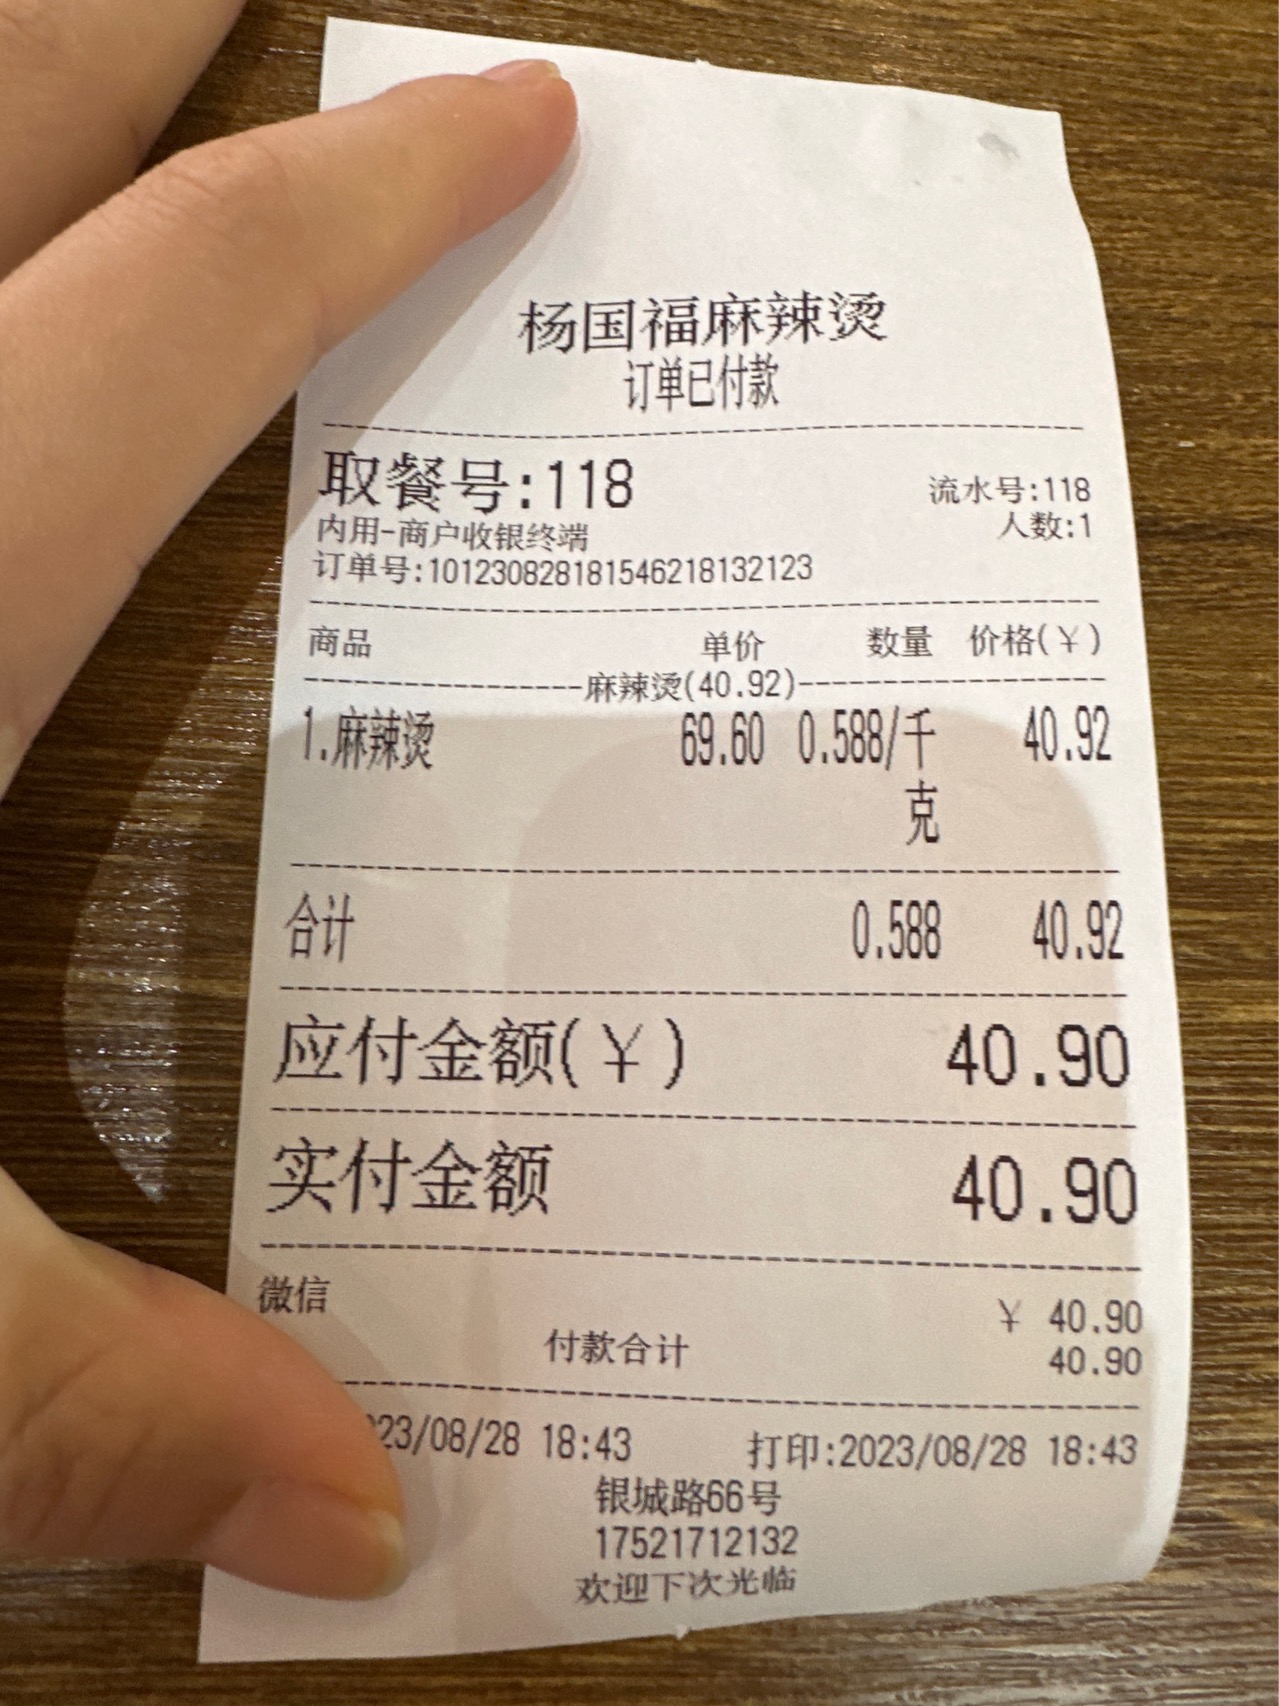 杨国福麻辣烫
订单已付款
取餐号:118 流水号:118
内用-商户收银终端 人数:1
订单号:1012308281815462181​32123
商品 单价 数量 价格(¥)
麻辣烫(40.92)
1.麻辣烫 69.60 0.588/千克 40.92
合计 0.588 40.92
应付金额(¥) 40.90
实付金额 40.90
微信 ¥ 40.90
付款合计 40.90
23/08/28 18:43 打印:2023/08/28 18:43
银城路66号
17521712132
欢迎下次光临